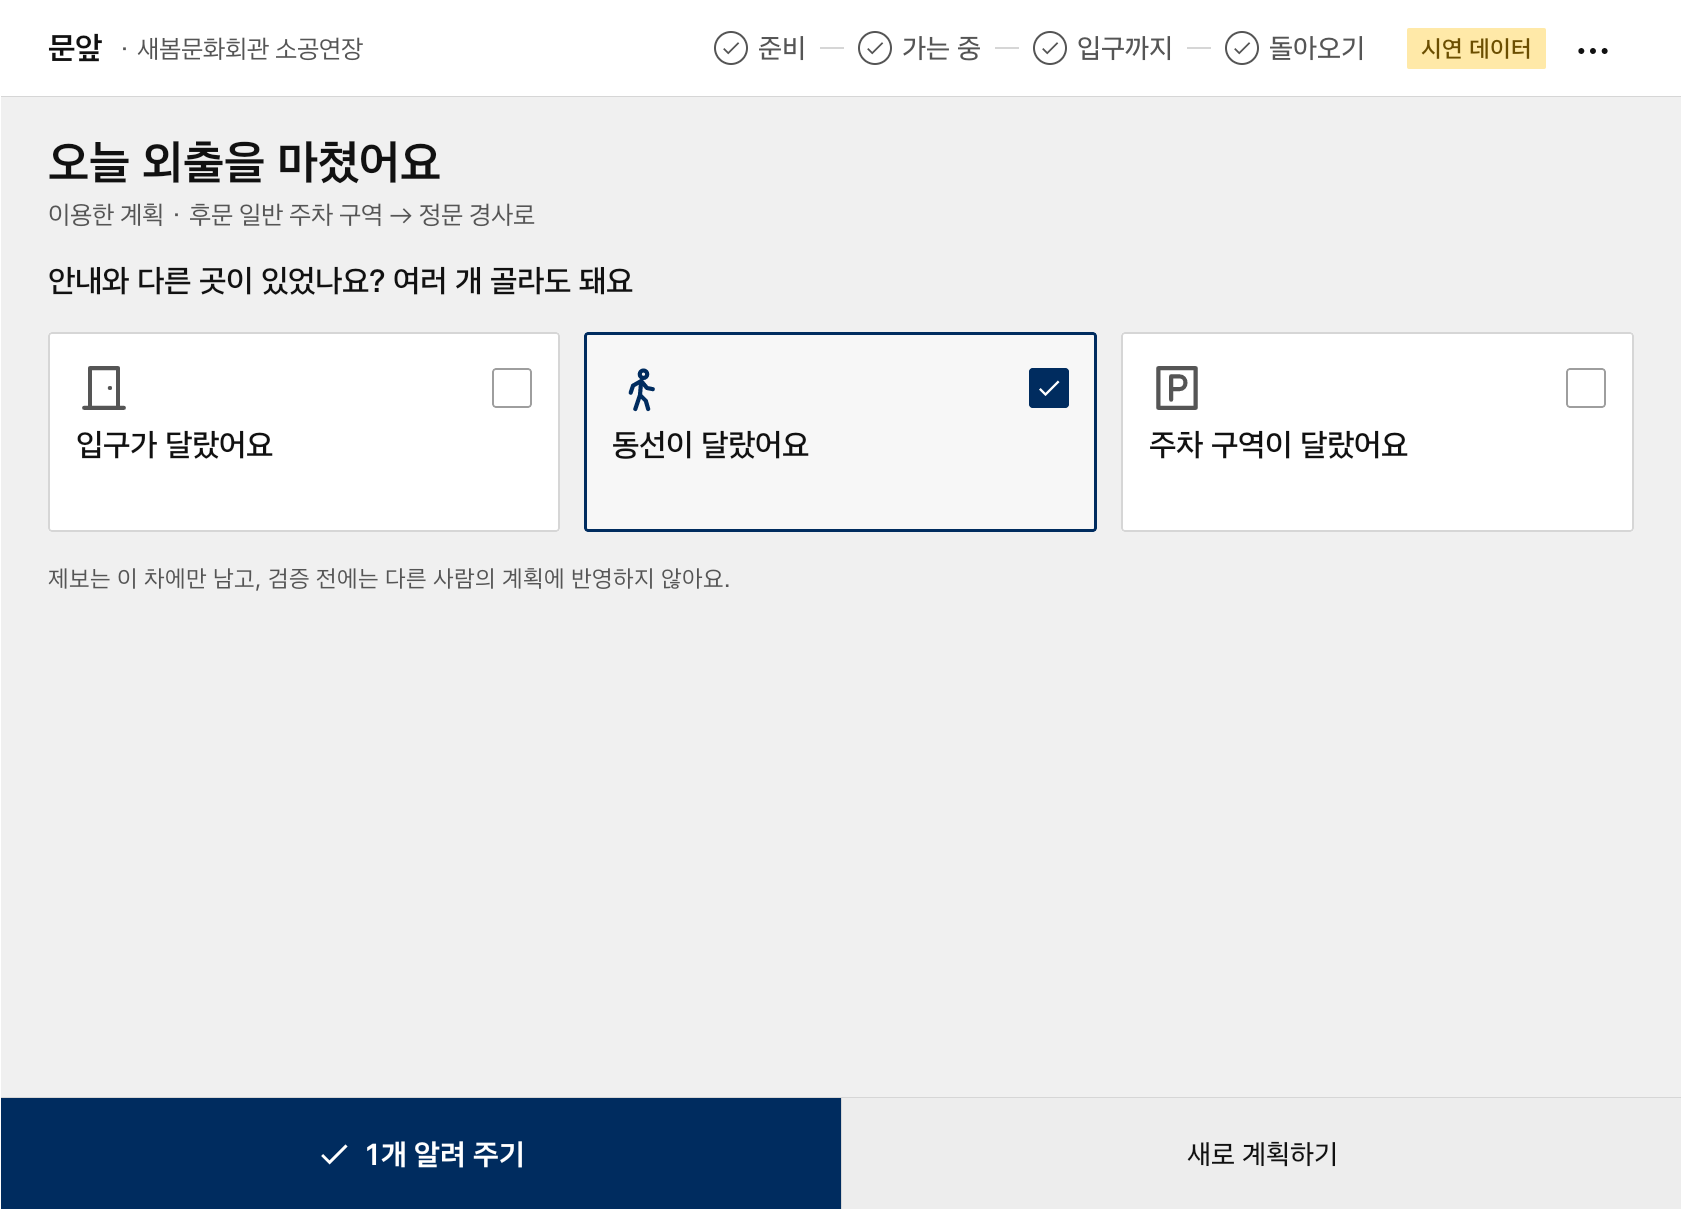 문앞 · 새봄문화회관 소공연장
준비 가는 중 입구까지 돌아오기
시연 데이터
오늘 외출을 마쳤어요
이용한 계획 · 후문 일반 주차 구역 → 정문 경사로
안내와 다른 곳이 있었나요? 여러 개 골라도 돼요
입구가 달랐어요
동선이 달랐어요
P
주차 구역이 달랐어요
제보는 이 차에만 남고, 검증 전에는 다른 사람의 계획에 반영하지 않아요.
1개 알려 주기
새로 계획하기